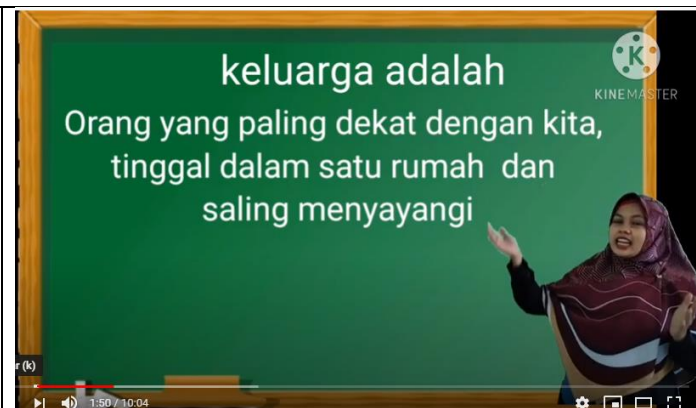 keluarga adalah
Orang yang paling dekat dengan kita,
tinggal dalam satu rumah dan
saling menyayangi
K
KINEMASTER
r (k)
1:50 / 10:04